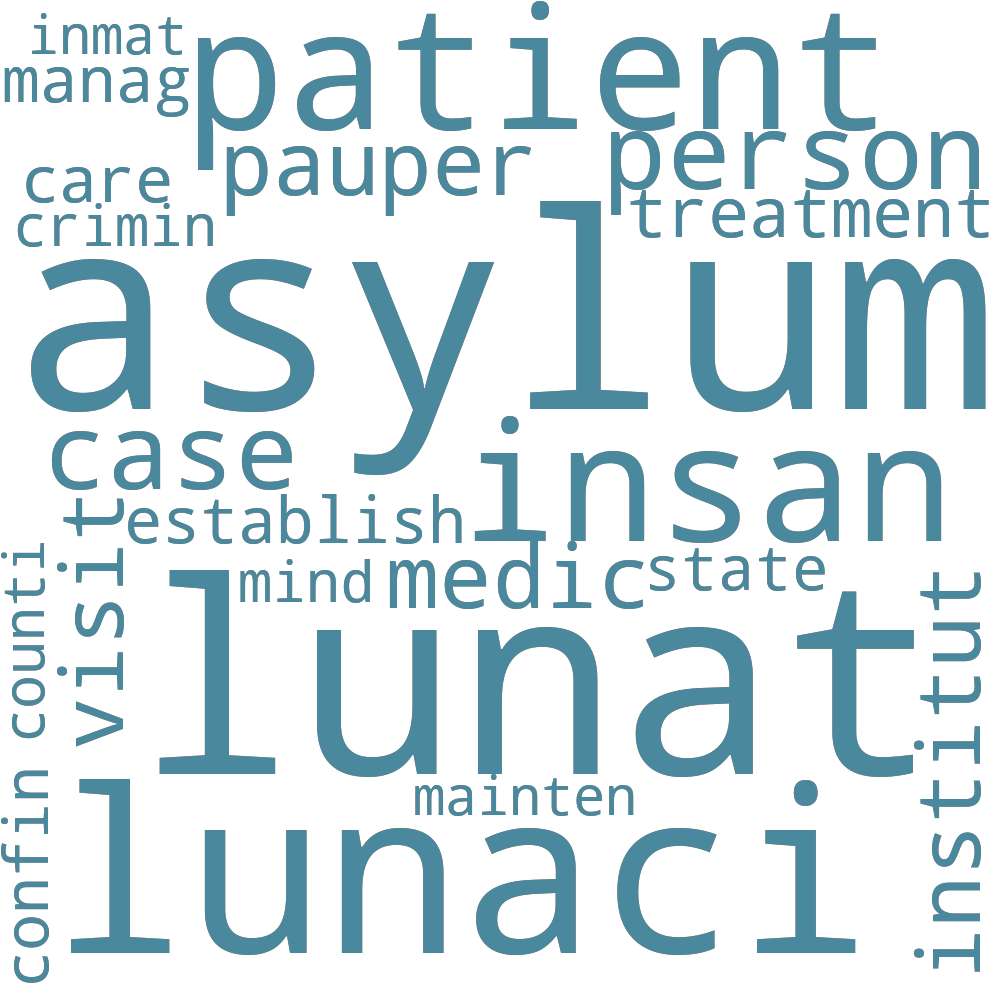 inmat
patient
manag
pauper
person
care
treatment
crimin
asylum
case
insan
visit
establish
counti
mind
medic
state
institut
lunat
confin
mainten
lunaci